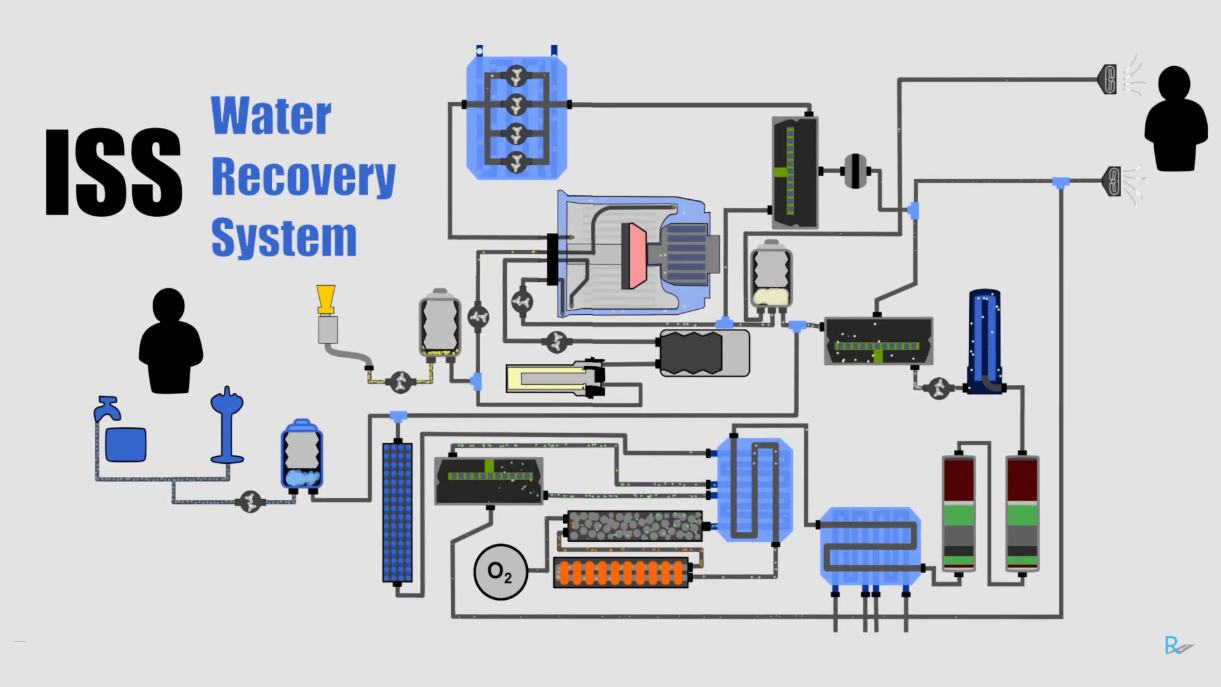 ISS
Water
Recovery
System
O₂
R